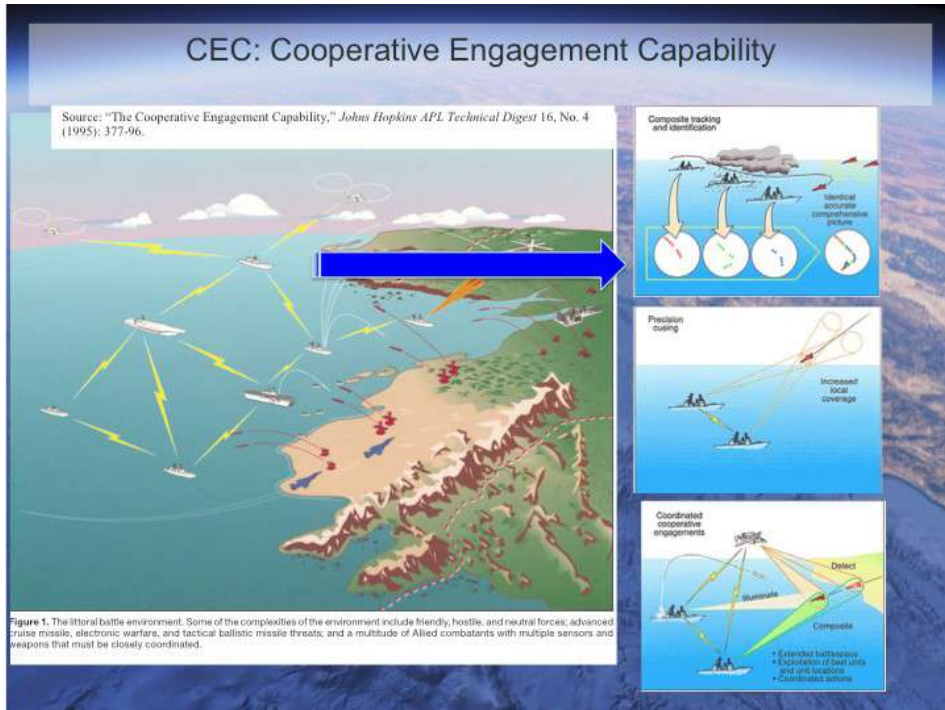 CEC: Cooperative Engagement Capability
Source: “The Cooperative Engagement Capability,” Johns Hopkins APL Technical Digest 16, No. 4
(1995): 377-96.
Figure 1. The littoral battle environment. Some of the complexities of the environment include friendly, hostile, and neutral forces; advanced
cruise missile, electronic warfare, and tactical ballistic missile threats; and a multitude of Allied combatants with multiple sensors and
weapons that must be closely coordinated.
Composite tracking
and identification
Identical
accurate
comprehensive
picture
Precision
cueing
Increased
local
coverage
Coordinated
cooperative
engagements
Detect
Illuminate
Composite
• Extended battlespace
• Exploitation of best units
and unit locations
• Coordinated actions